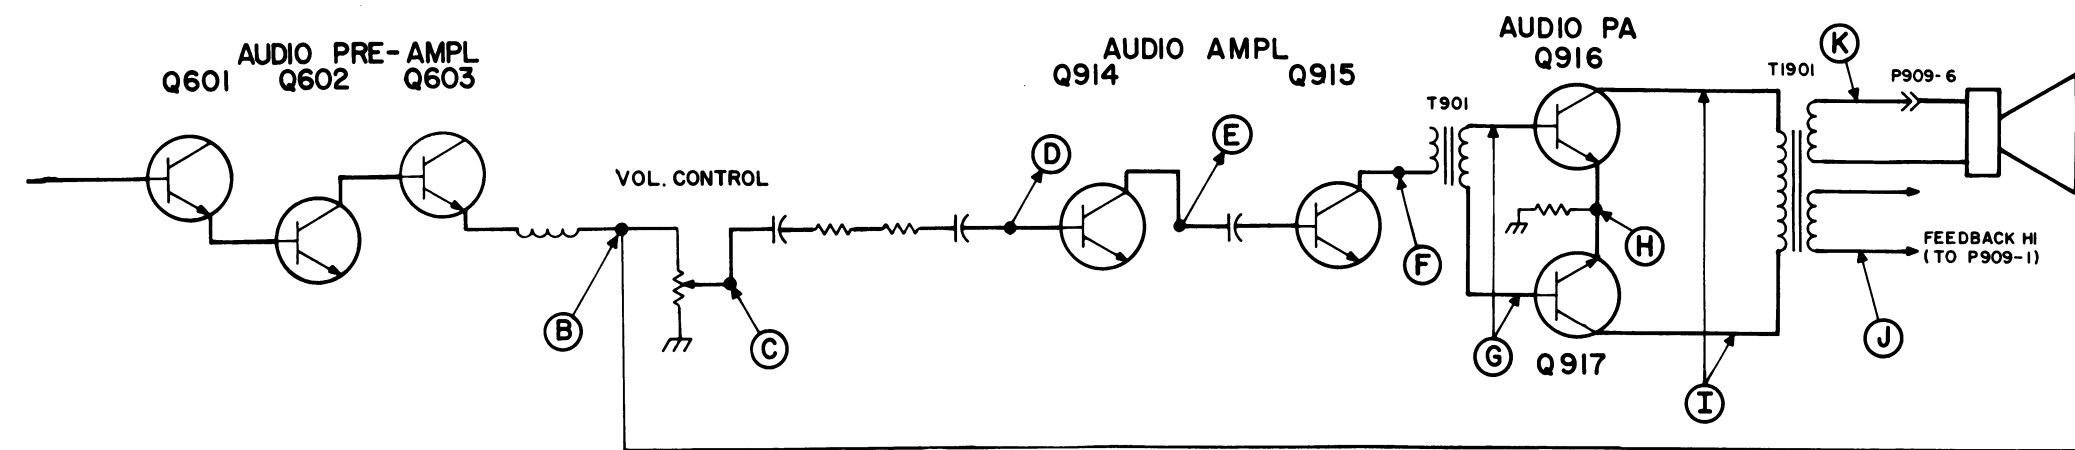 AUDIO PRE-AMPL
Q601 Q602 Q603
VOL. CONTROL
B
C
D
AUDIO AMPL
Q914 Q915
E
F
T901
AUDIO PA
Q916
G
H
Q917
I
T1901
K
P909-6
FEEDBACK HI
(TO P909-1)
J